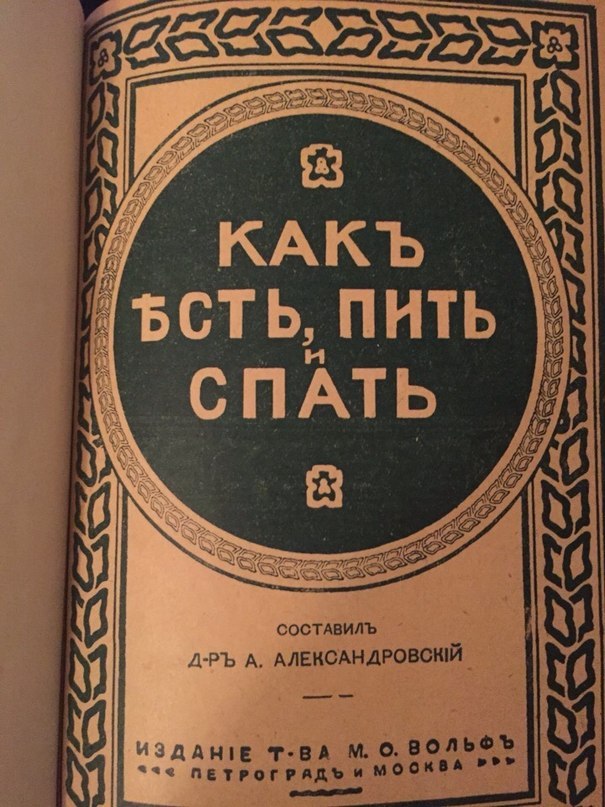 КАКЪ
ѢСТЬ, ПИТЬ
и
СПАТЬ
СОСТАВИЛЪ
Д-РЪ А. АЛЕКСАНДРОВСКІЙ
ИЗДАНІЕ Т-ВА М. О. ВОЛЬФЪ
ПЕТРОГРАДЪ И МОСКВА